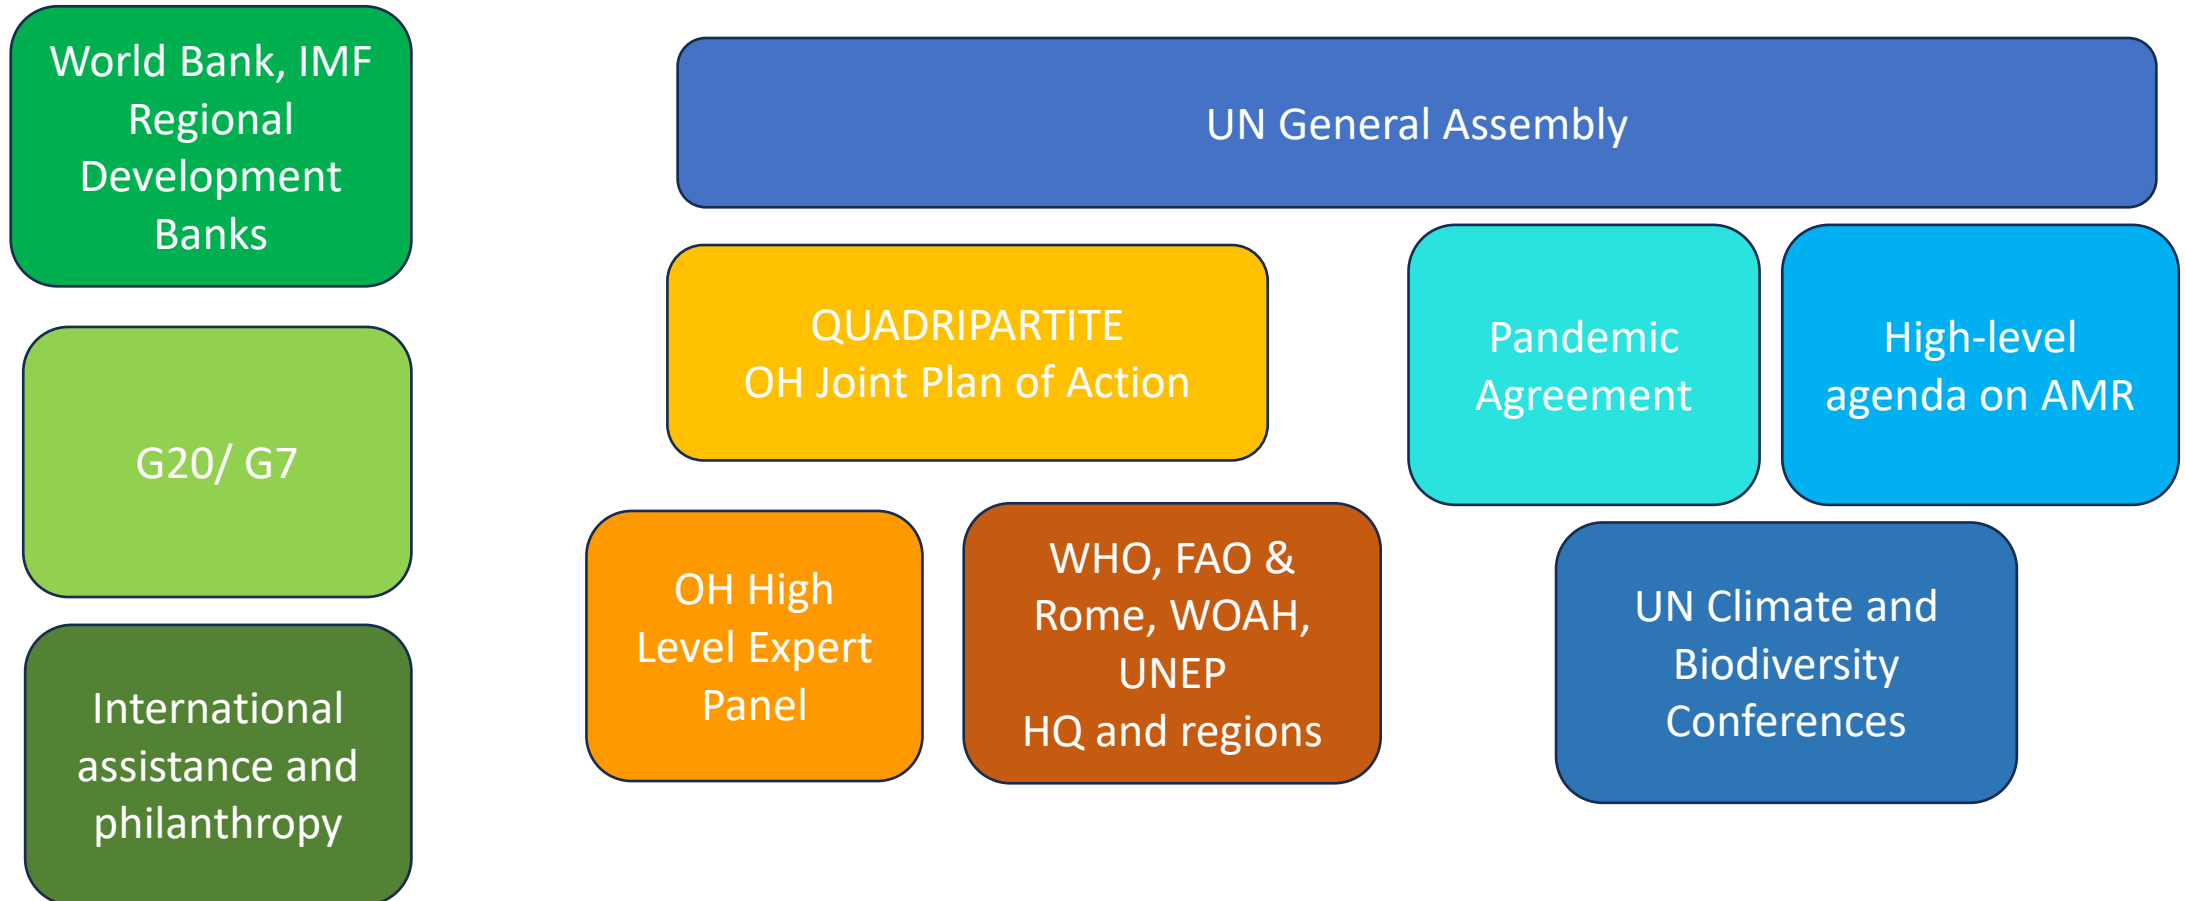 World Bank, IMF
Regional
Development
Banks
G20/ G7
International
assistance and
philanthropy
UN General Assembly
QUADRIPARTITE
OH Joint Plan of Action
Pandemic
Agreement
High-level
agenda on AMR
OH High
Level Expert
Panel
WHO, FAO &
Rome, WOAH,
UNEP
HQ and regions
UN Climate and
Biodiversity
Conferences